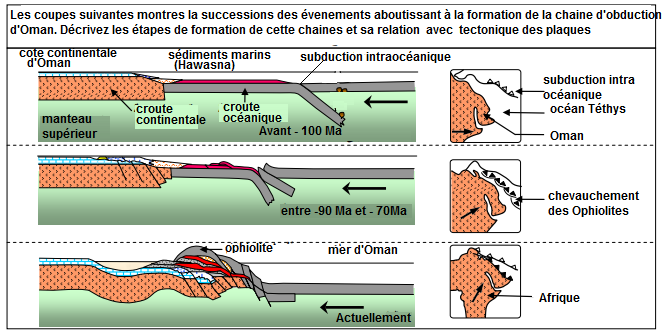 Les coupes suivantes montres la successions des évenements aboutissant à la formation de la chaine d'obduction
d'Oman. Décrivez les étapes de formation de cette chaines et sa relation avec tectonique des plaques
cote continentale
d'Oman
sédiments marins
(Hawasna)
subduction intraocéanique
croute
continentale
croute
océanique
manteau
supérieur
Avant - 100 Ma
subduction intra
océanique
océan Téthys
Oman
entre -90 Ma et - 70Ma
chevauchement
des Ophiolites
ophiolite
mer d'Oman
Actuellement
Afrique